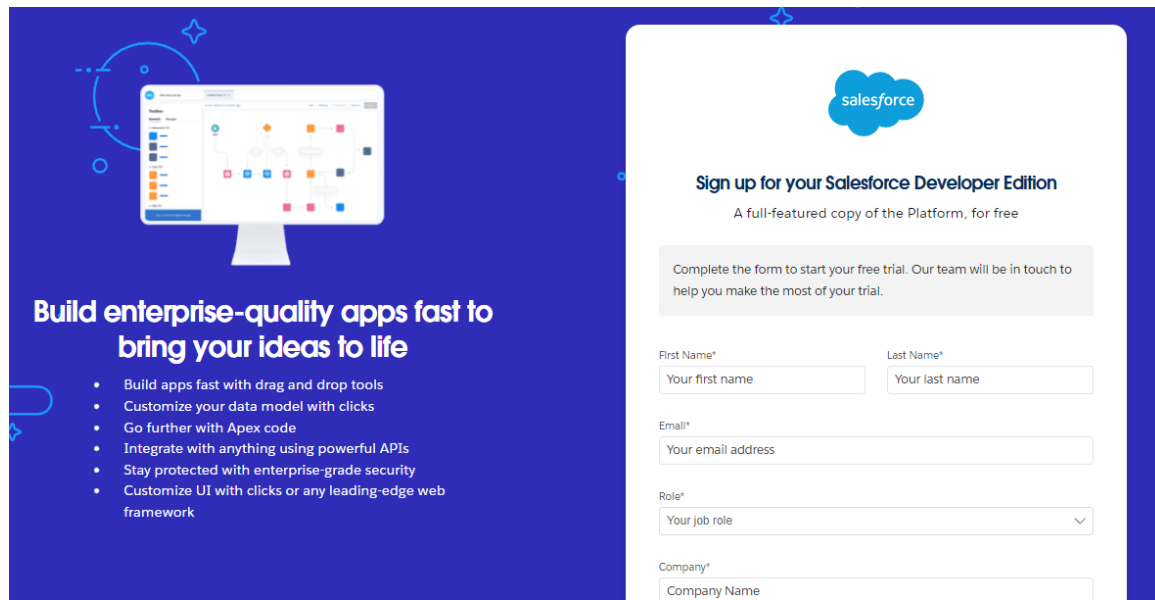 Build enterprise-quality apps fast to
bring your ideas to life
Build apps fast with drag and drop tools
Customize your data model with clicks
Go further with Apex code
Integrate with anything using powerful APIs
Stay protected with enterprise-grade security
Customize UI with clicks or any leading-edge web
framework
salesforce
Sign up for your Salesforce Developer Edition
A full-featured copy of the Platform, for free
Complete the form to start your free trial. Our team will be in touch to
help you make the most of your trial.
First Name* Last Name*
Your first name Your last name
Email*
Your email address
Role*
Your job role
Company*
Company Name